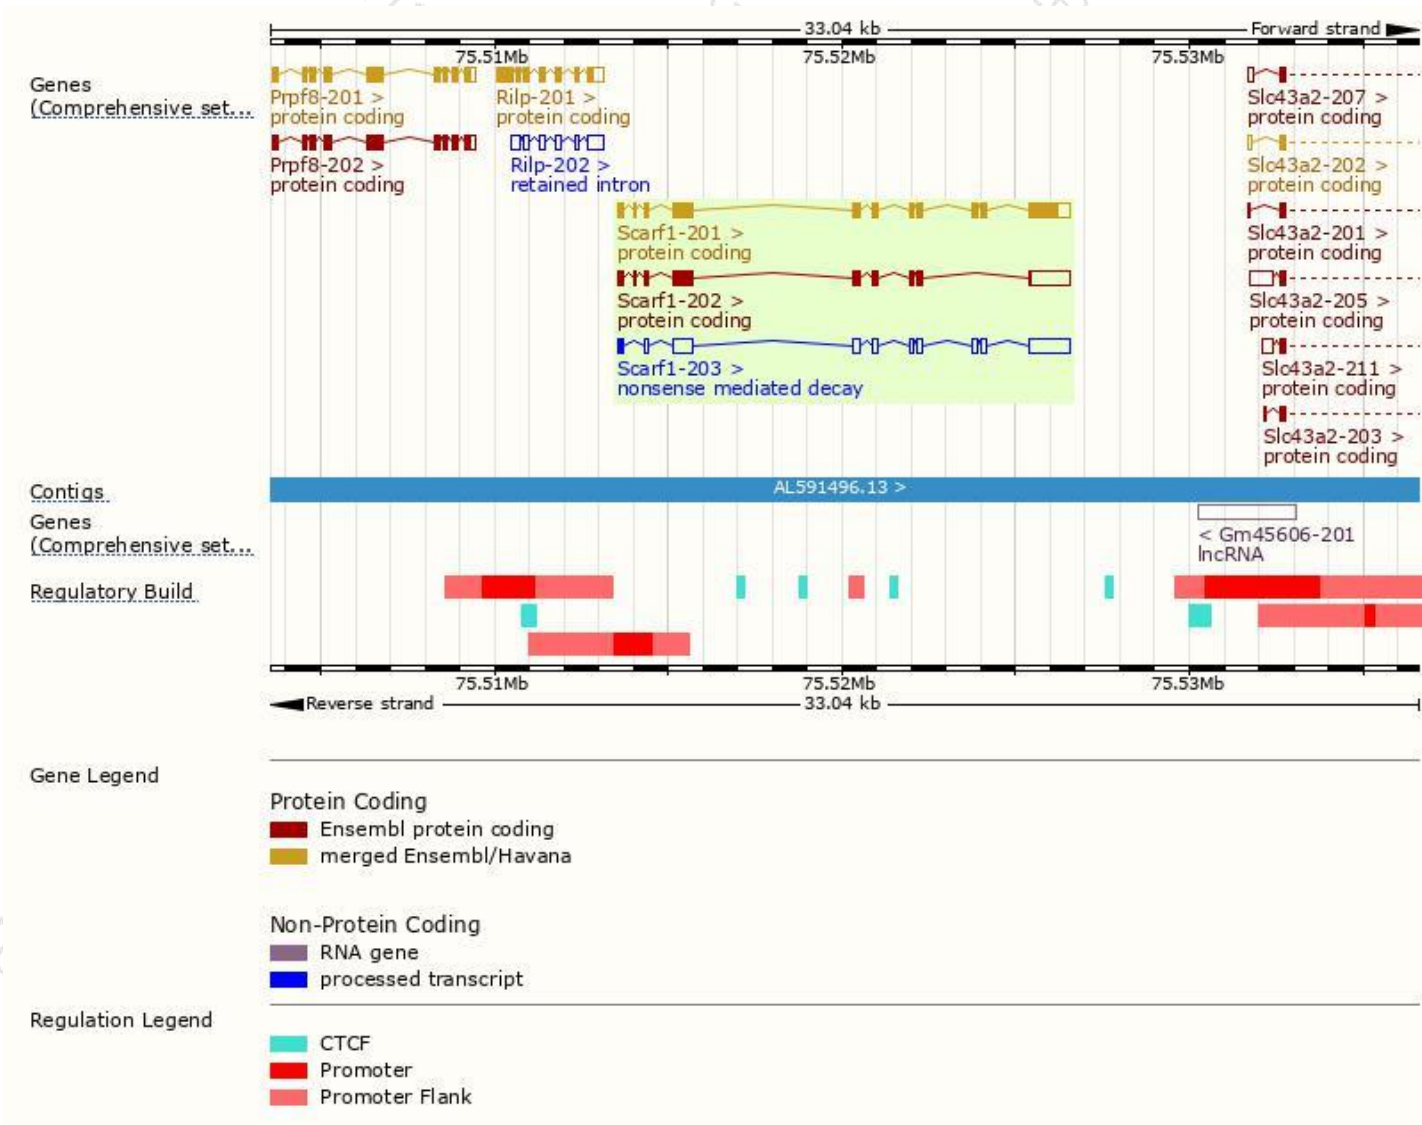 33.04 kb
Forward strand
75.51Mb 75.52Mb 75.53Mb
Genes
(Comprehensive set...
Prpf8-201 >
protein coding
Rilp-201 >
protein coding
Slc43a2-207 >
protein coding
Prpf8-202 >
protein coding
Rilp-202 >
retained intron
Slc43a2-202 >
protein coding
Scarf1-201 >
protein coding
Slc43a2-201 >
protein coding
Scarf1-202 >
protein coding
Slc43a2-205 >
protein coding
Scarf1-203 >
nonsense mediated decay
Slc43a2-211 >
protein coding
Slc43a2-203 >
protein coding
Contigs
AL591496.13 >
Genes
(Comprehensive set...
< Gm45606-201
lncRNA
Regulatory Build
75.51Mb 75.52Mb 75.53Mb
Reverse strand
33.04 kb
Gene Legend
Protein Coding
Ensembl protein coding
merged Ensembl/Havana
Non-Protein Coding
RNA gene
processed transcript
Regulation Legend
CTCF
Promoter
Promoter Flank